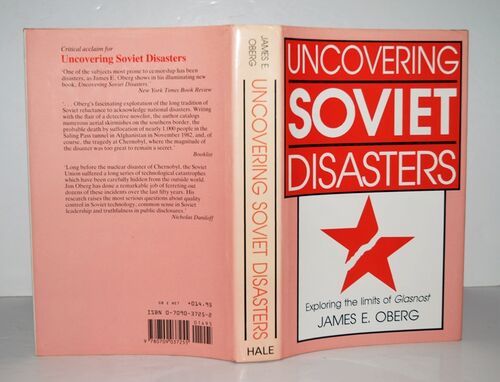 Critical acclaim for
Uncovering Soviet Disasters
'One of the subjects most prone to censorship has been
disasters, as James E. Oberg shows in his illuminating new
book, Uncovering Soviet Disasters.'
New York Times Book Review
'. . . Oberg's fascinating exploration of the long tradition of
Soviet reluctance to acknowledge national disasters. Writing
with the flair of a detective novelist, the author catalogs
numerous aerial skirmishes on the southern border, the
probable death by suffocation of nearly 1,000 people in the
Saling Pass tunnel in Afghanistan in November 1982, and, of
course, the tragedy at Chernobyl, where the magnitude of
the disaster was too great to remain a secret.'
Booklist
'Long before the nuclear disaster of Chernobyl, the Soviet
Union suffered a long series of technological catastrophes
which have been carefully hidden from the outside world.
Jim Oberg has done a remarkable job of ferreting out
dozens of these incidents over the last fifty years. His
research raises the most serious questions about quality
control in Soviet technology, common sense in Soviet
leadership and truthfulness in public disclosures.'
Nicholas Daniloff
GB £ NET +014.95
01495
ISBN 0-7090-3725-2
9 780709 037255
JAMES E.
OBERG
UNCOVERING SOVIET DISASTERS
HALE
UNCOVERING
SOVIET
DISASTERS
Exploring the limits of Glasnost
JAMES E. OBERG